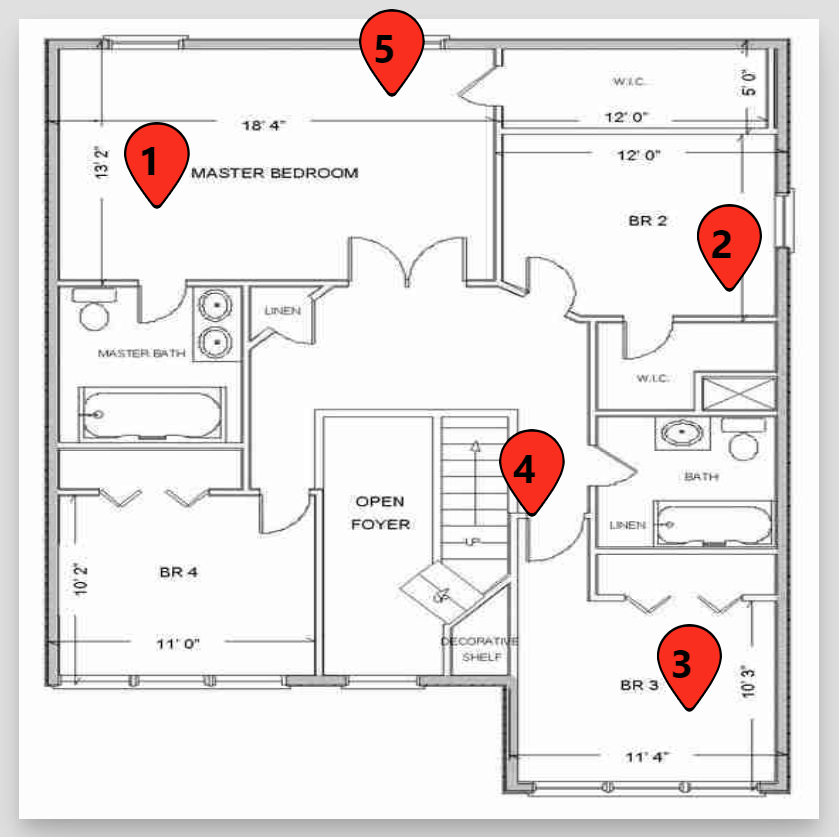 5
W.I.C.
5' 0"
12' 0"
18' 4"
13' 2"
1
MASTER BEDROOM
12' 0"
BR 2
2
LINEN
MASTER BATH
W.I.C.
4
OPEN
FOYER
BATH
LINEN
UP
UP
BR 4
10' 2"
11' 0"
DECORATIVE
SHELF
3
BR 3
10' 3"
11' 4"